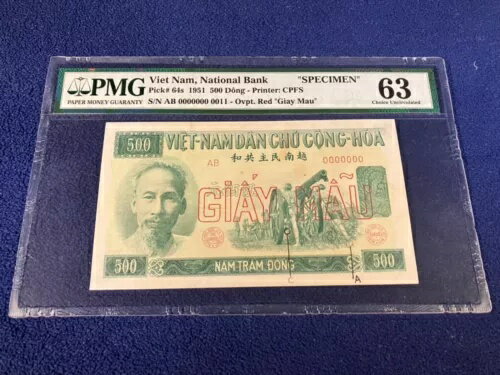 PMG
PAPER MONEY GUARANTY
Viet Nam, National Bank "SPECIMEN"
Pick# 64s 1951 500 Dông - Printer: CPFS
S/N AB 0000000 0011 - Ovpt. Red "Giay Mau"
63
Choice Uncirculated
500
VIỆT-NAM DÂN CHỦ CỘNG-HÒA
和共主民南越
AB 0000000
GIẤY MẪU
500
NĂM TRĂM ĐỒNG
500
A